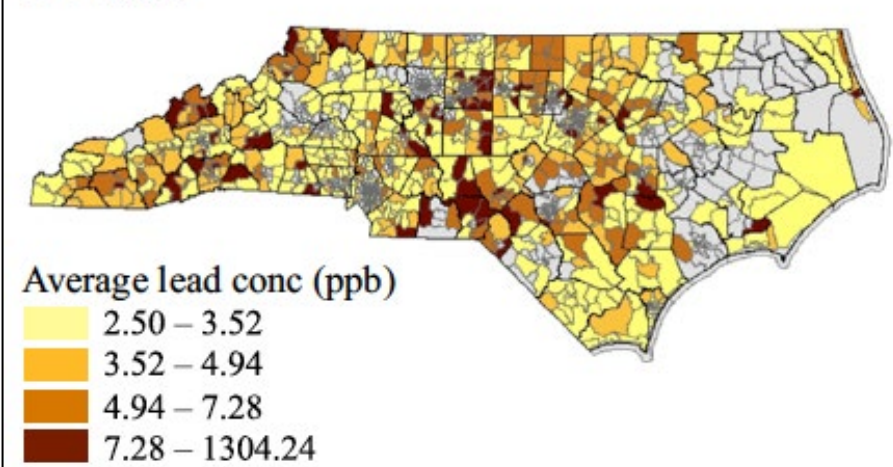 Average lead conc (ppb)
2.50 – 3.52
3.52 – 4.94
4.94 – 7.28
7.28 – 1304.24